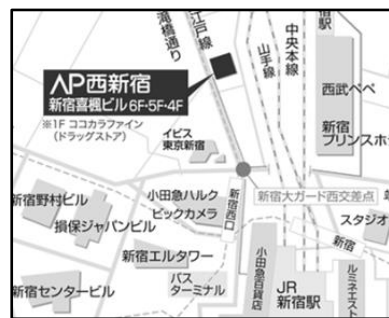 滝橋通り
江戸線
山手線
中央本線
宿駅
AP西新宿
新宿喜楓ビル6F・5F・4F
※1F ココカラファイン
(ドラッグストア)
イビス
東京新宿
西武ペペ
新宿
プリンスホ
新宿大ガード西交差点
新宿野村ビル
損保ジャパンビル
小田急ハルク
ビックカメラ
新宿西口
新宿
スタジオ
新宿エルタワー
バス
ターミナル
小田急百貨店
JR
新宿駅
ルミネエスト
新宿センタービル